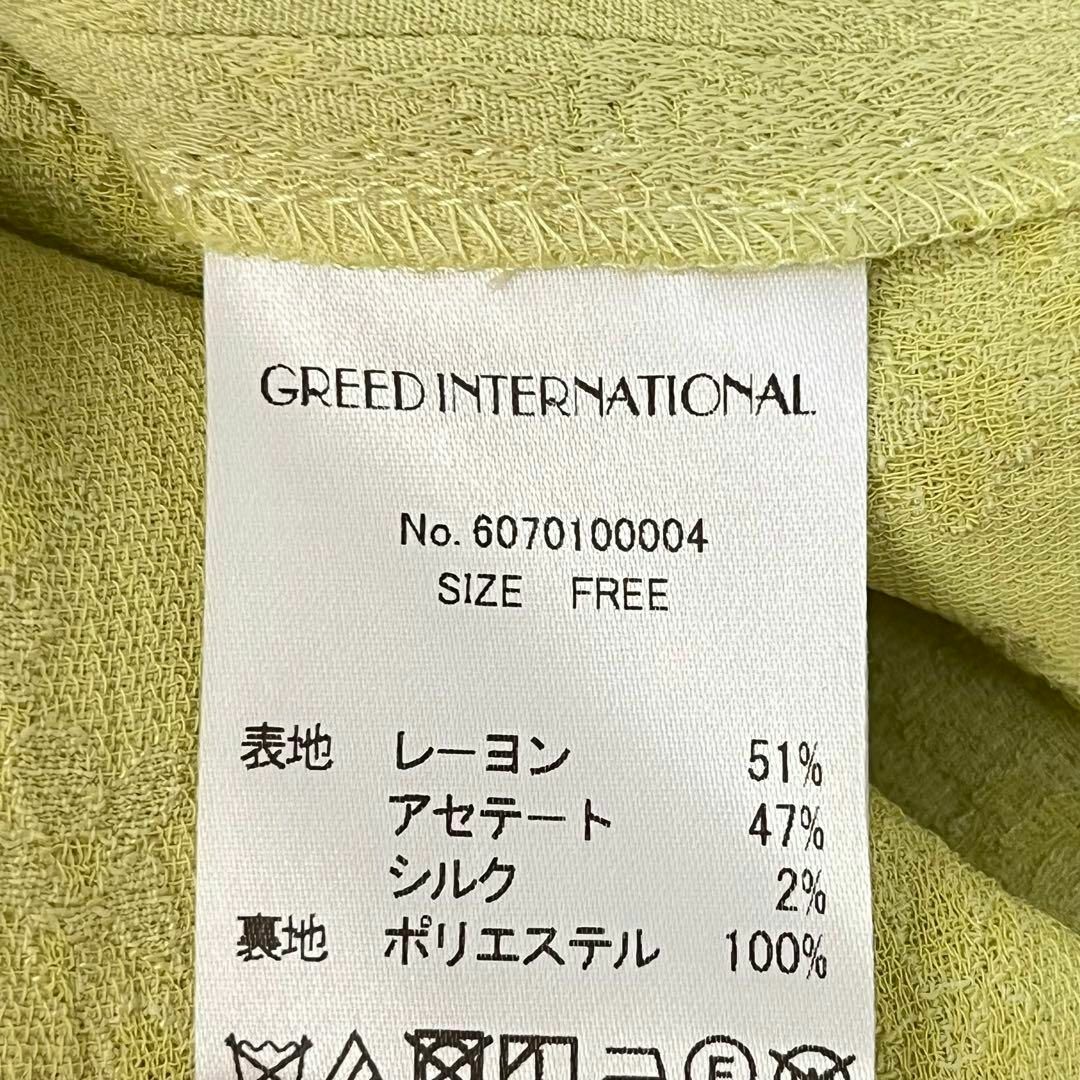 GREED INTERNATIONAL
No. 6070100004
SIZE FREE
表地 レーヨン 51%
アセテート 47%
シルク 2%
裏地 ポリエステル 100%